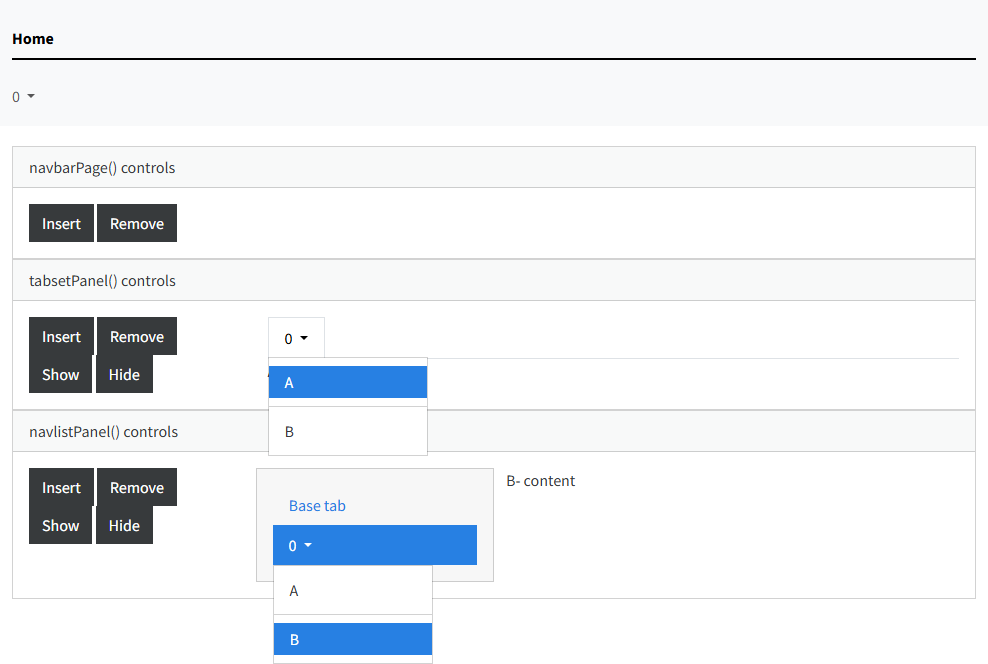 Home
0
navbarPage() controls
Insert Remove
tabsetPanel() controls
Insert Remove
Show Hide
0
A
B
navlistPanel() controls
Insert Remove
Show Hide
Base tab
0
A
B
B- content